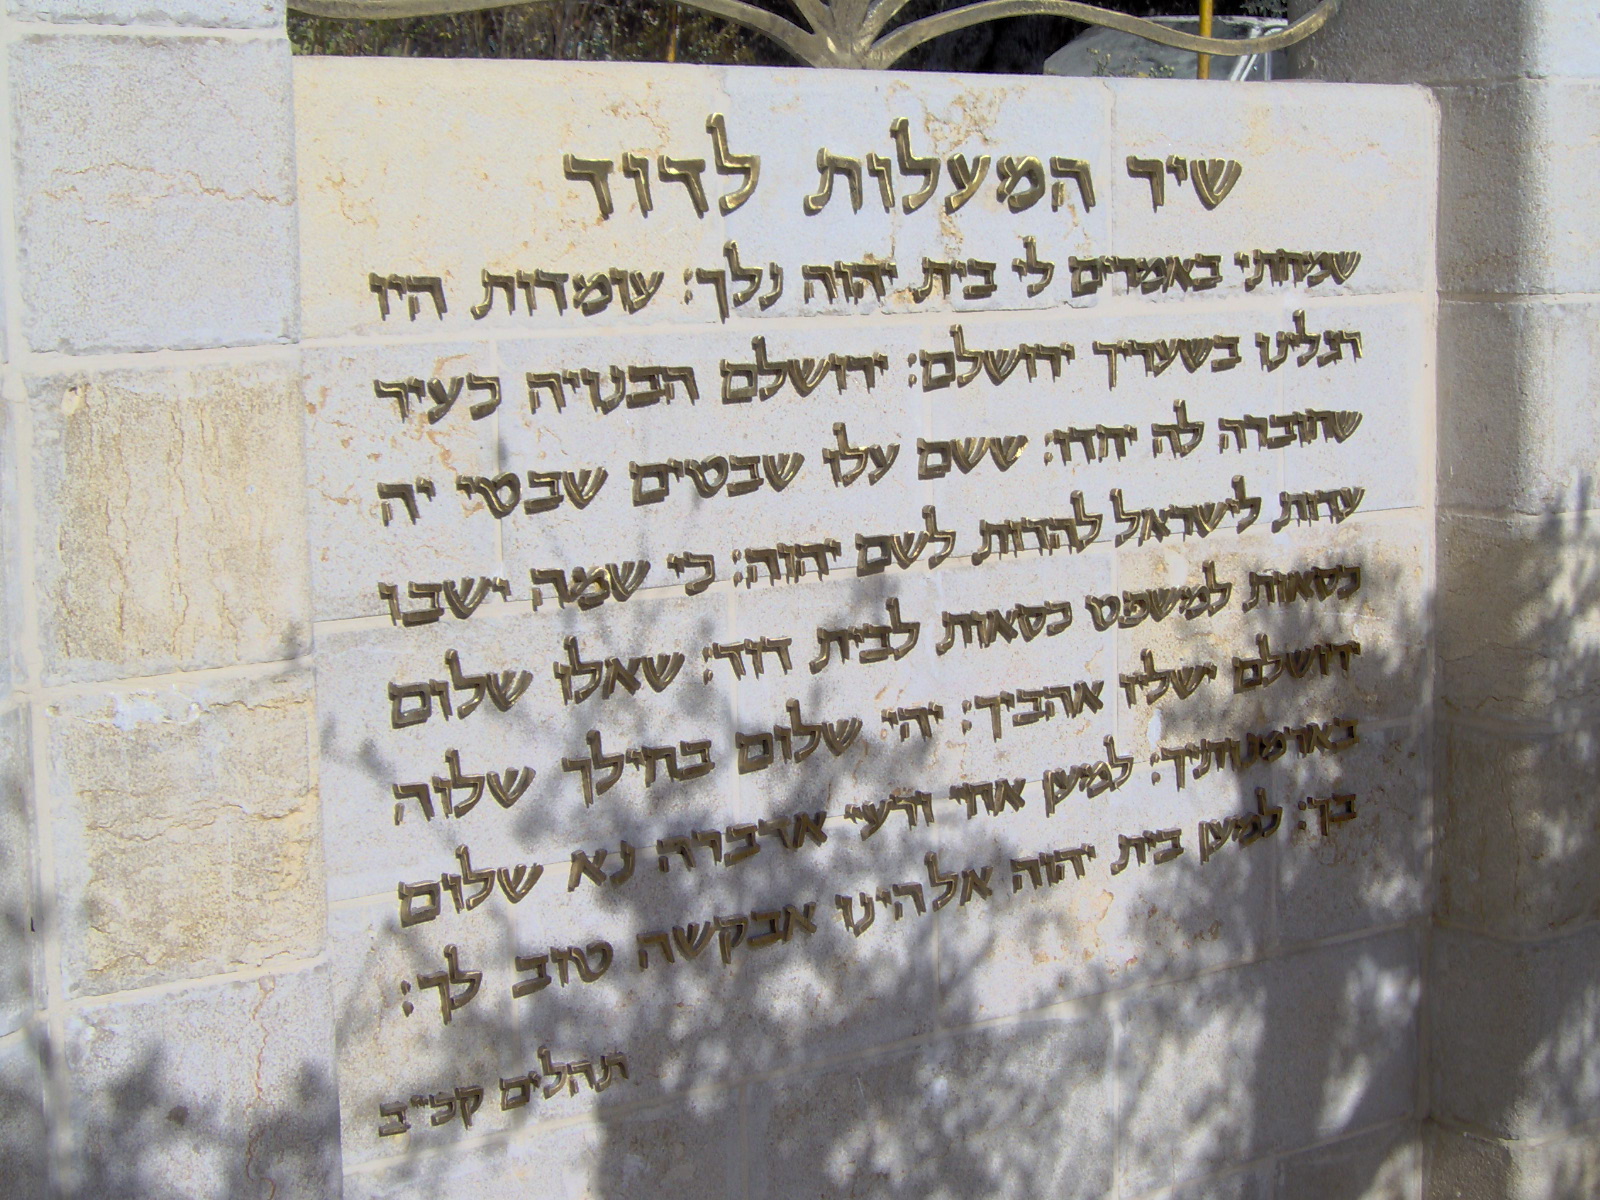 שיר המעלות לדוד
שמחתי באמרים לי בית יהוה נלך: עומדות היו
רגלינו בשעריך ירושלם: ירושלם הבנויה כעיר
שחוברה לה יחדו: ששם עלו שבטים שבטי יה
עדות לישראל להדות לשם יהוה: כי שמה ישבו
כסאות למשפט כסאות לבית דוד: שאלו שלום
ירושלם ישליו אהביך: יהי שלום בחילך שלוה
בארמנותיך: למען אחי ורעי אדברה נא שלום
בך: למען בית יהוה אלהינו אבקשה טוב לך:
תהלים קכ״ב